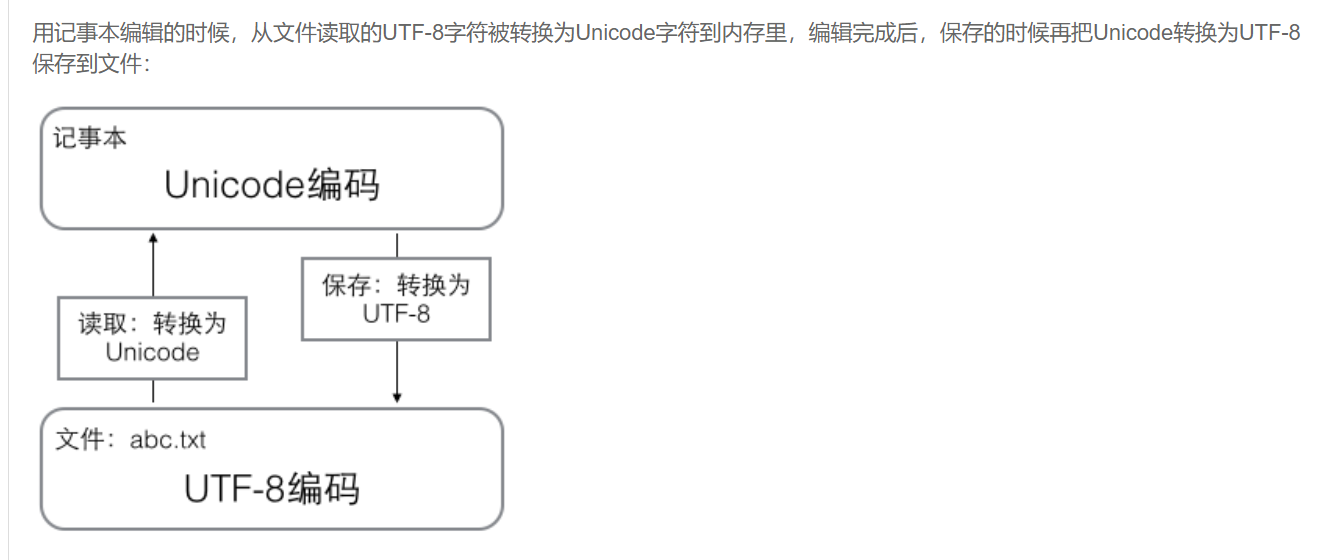 用记事本编辑的时候，从文件读取的UTF-8字符被转换为Unicode字符到内存里，编辑完成后，保存的时候再把Unicode转换为UTF-8
保存到文件：
记事本
Unicode编码
保存：转换为
UTF-8
读取：转换为
Unicode
文件：abc.txt
UTF-8编码